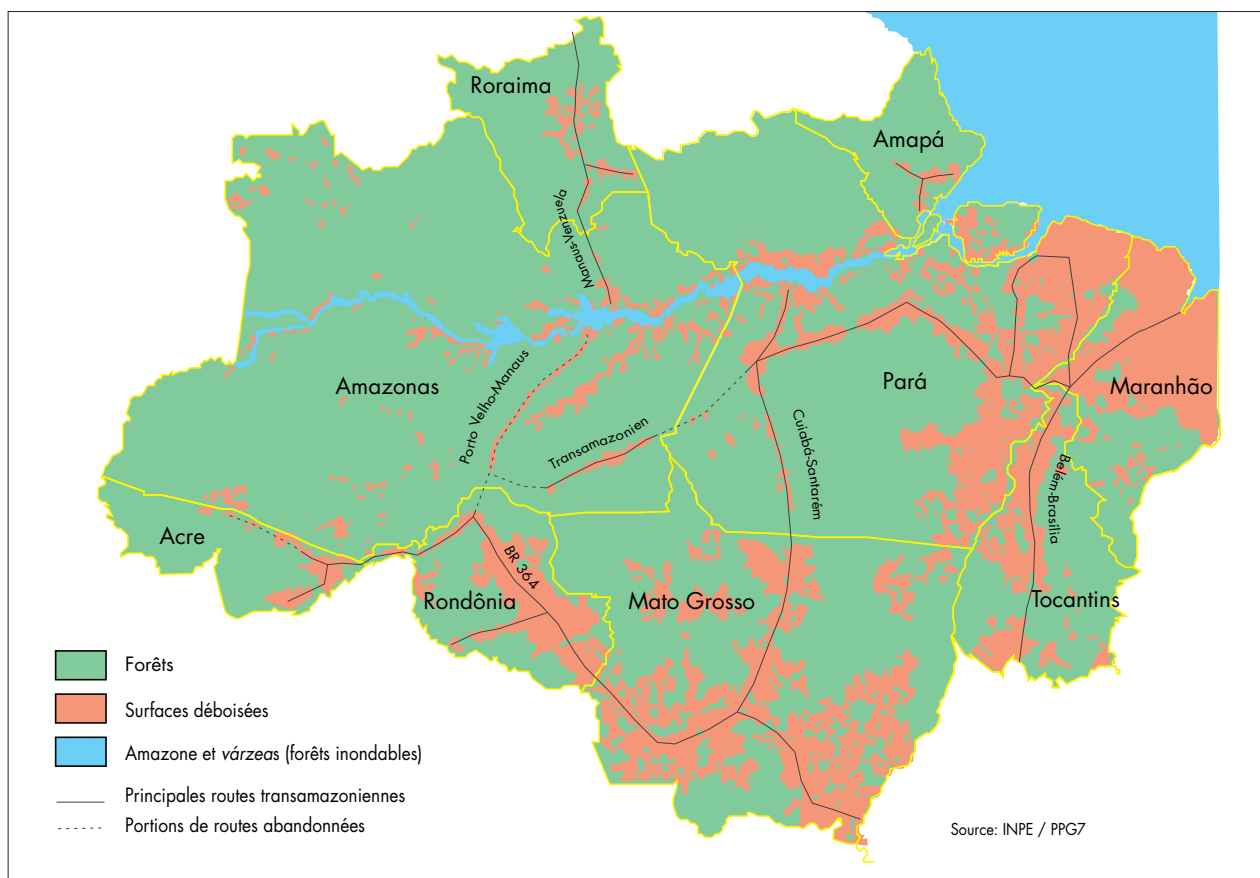 Roraima
Amapá
Manaus-Venzuela
Amazonas
Porto Velho-Manaus
Transamazonien
Pará
Maranhão
Cuiabá-Santarém
Belèm-Brasília
Acre
BR 364
Rondônia
Mato Grosso
Tocantins
Forêts
Surfaces déboisées
Amazone et várzeas (forêts inondables)
Principales routes transamazoniennes
Portions de routes abandonnées
Source: INPE / PPG7